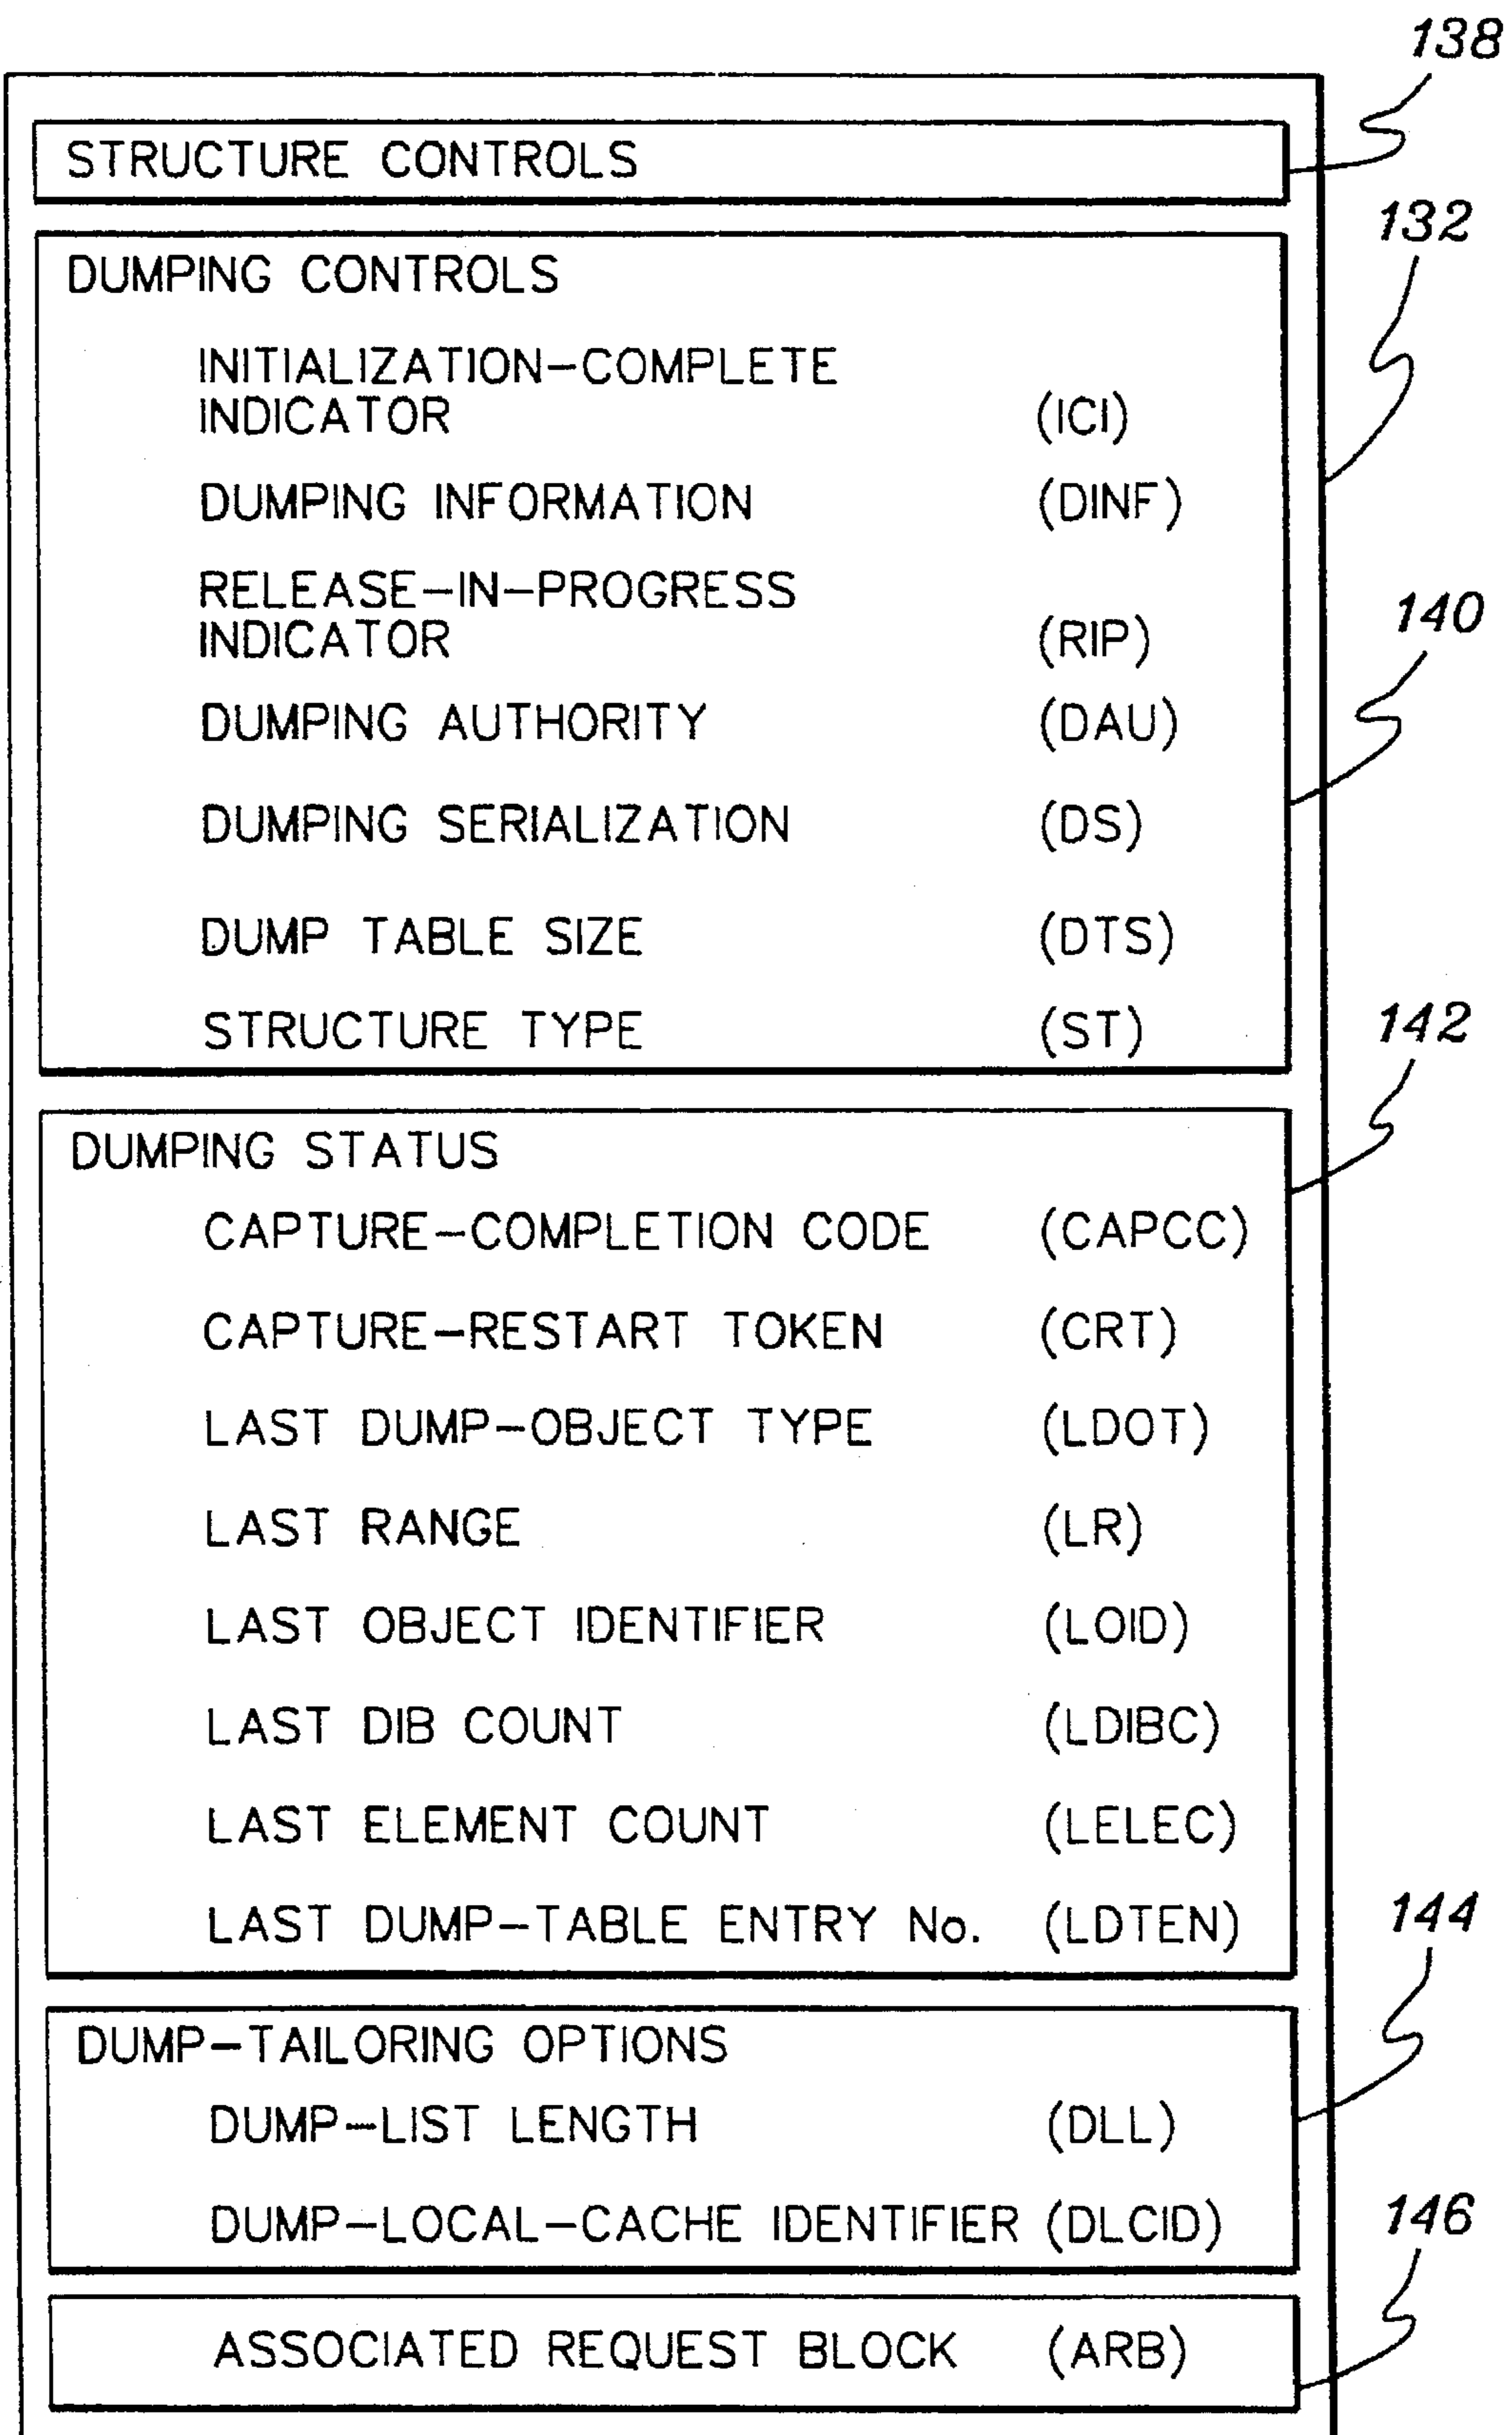 138
STRUCTURE CONTROLS
132
DUMPING CONTROLS
INITIALIZATION-COMPLETE
INDICATOR (ICI)
DUMPING INFORMATION (DINF)
RELEASE-IN-PROGRESS
INDICATOR (RIP)
140
DUMPING AUTHORITY (DAU)
DUMPING SERIALIZATION (DS)
DUMP TABLE SIZE (DTS)
STRUCTURE TYPE (ST)
142
DUMPING STATUS
CAPTURE-COMPLETION CODE (CAPCC)
CAPTURE-RESTART TOKEN (CRT)
LAST DUMP-OBJECT TYPE (LDOT)
LAST RANGE (LR)
LAST OBJECT IDENTIFIER (LOID)
LAST DIB COUNT (LDIBC)
LAST ELEMENT COUNT (LELEC)
LAST DUMP-TABLE ENTRY No. (LDTEN)
144
DUMP-TAILORING OPTIONS
DUMP-LIST LENGTH (DLL)
DUMP-LOCAL-CACHE IDENTIFIER (DLCID)
146
ASSOCIATED REQUEST BLOCK (ARB)